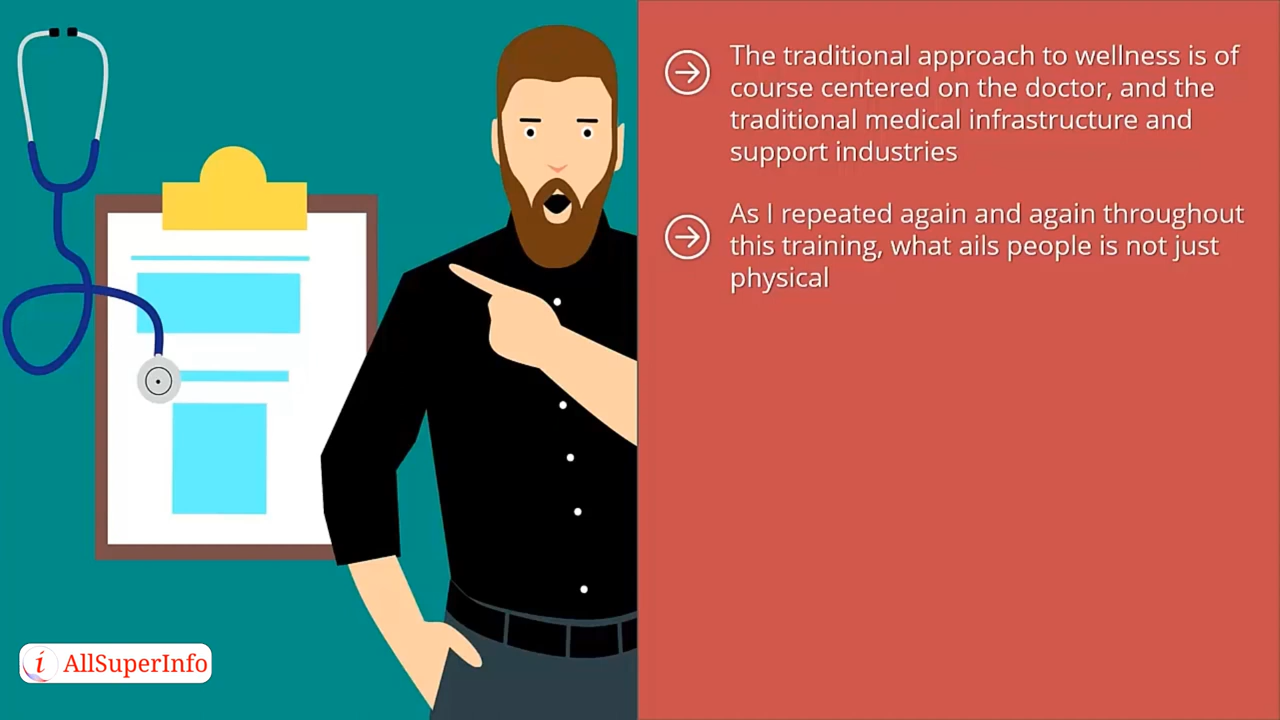 The traditional approach to wellness is of
course centered on the doctor, and the
traditional medical infrastructure and
support industries
As I repeated again and again throughout
this training, what ails people is not just
physical
i AllSuperInfo